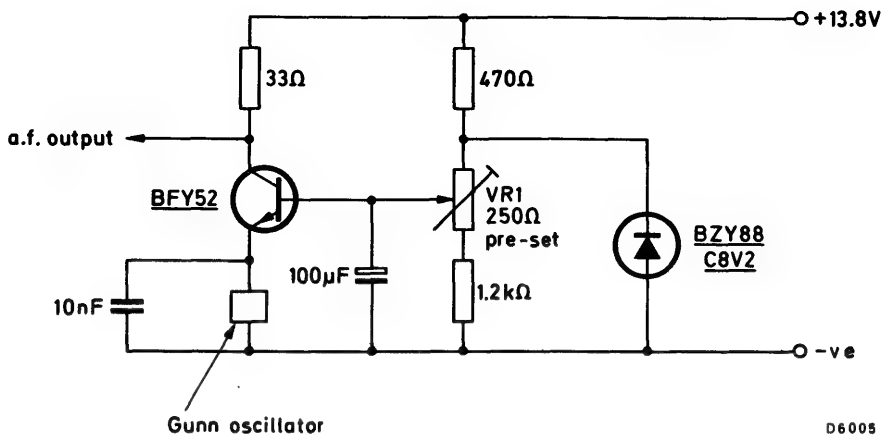 +13.8V
33Ω
470Ω
a.f. output
BFY52
VR1
250Ω
pre-set
BZY88
C8V2
100µF
10nF
1.2kΩ
-ve
Gunn oscillator
D6005